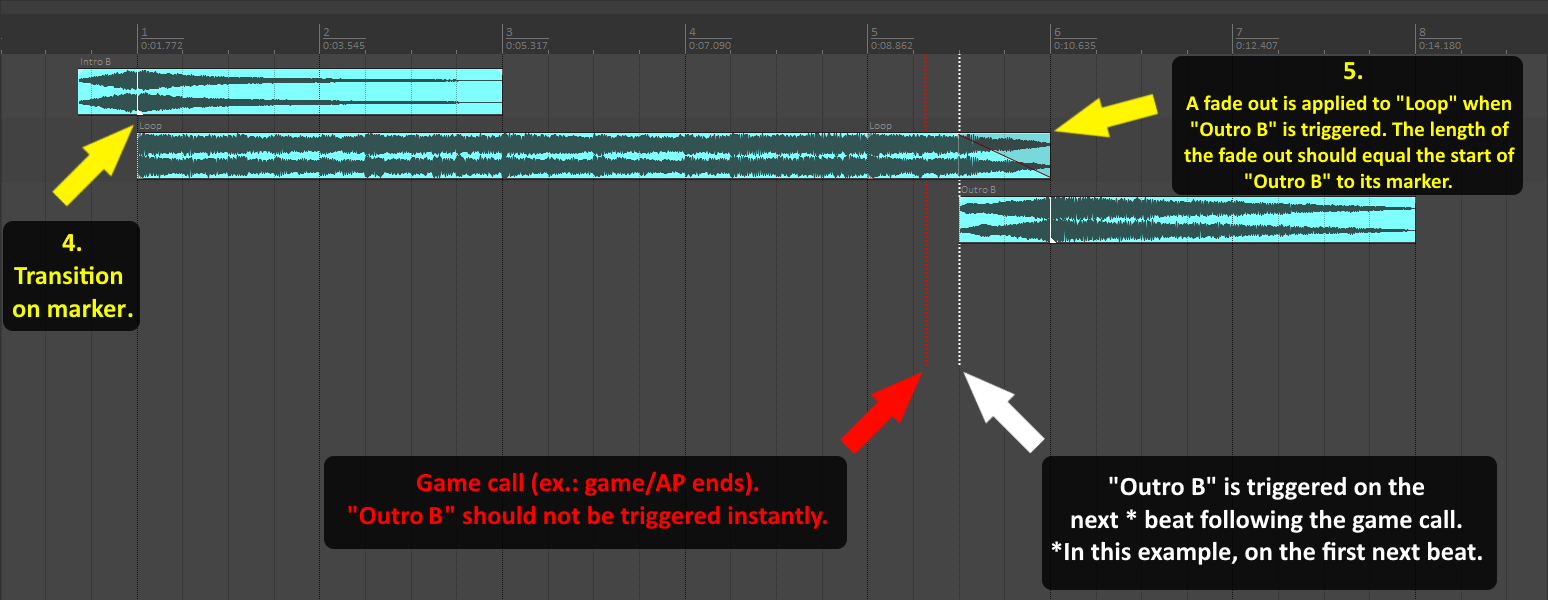 1
0:01.772
2
0:03.545
3
0:05.317
4
0:07.090
5
0:08.862
6
0:10.635
7
0:12.407
8
0:14.180
Intro B
Loop
Loop
Outro B
4.
Transition
on marker.
5.
A fade out is applied to "Loop" when
"Outro B" is triggered. The length of
the fade out should equal the start of
"Outro B" to its marker.
Game call (ex.: game/AP ends).
"Outro B" should not be triggered instantly.
"Outro B" is triggered on the
next * beat following the game call.
*In this example, on the first next beat.